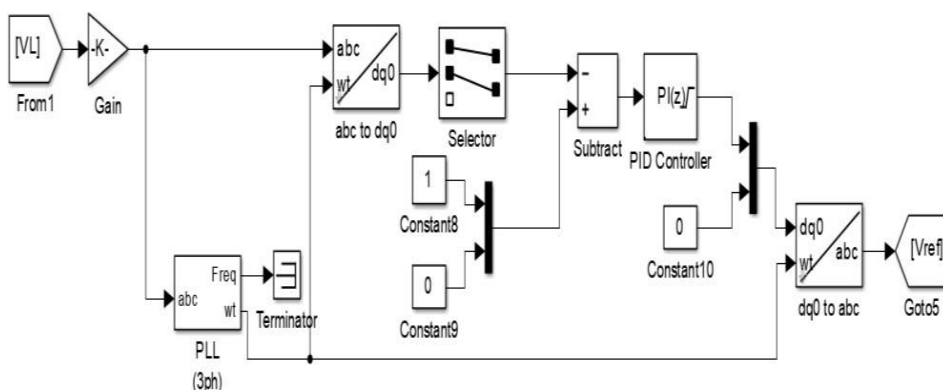 [VL]
From1
-K-
Gain
abc
wt
dq0
abc to dq0
Selector
-
+
Subtract
PI(z)
PID Controller
1
Constant8
0
Constant9
0
Constant10
dq0
wt
abc
dq0 to abc
[Vref]
Goto5
abc
Freq
wt
PLL
(3ph)
Terminator